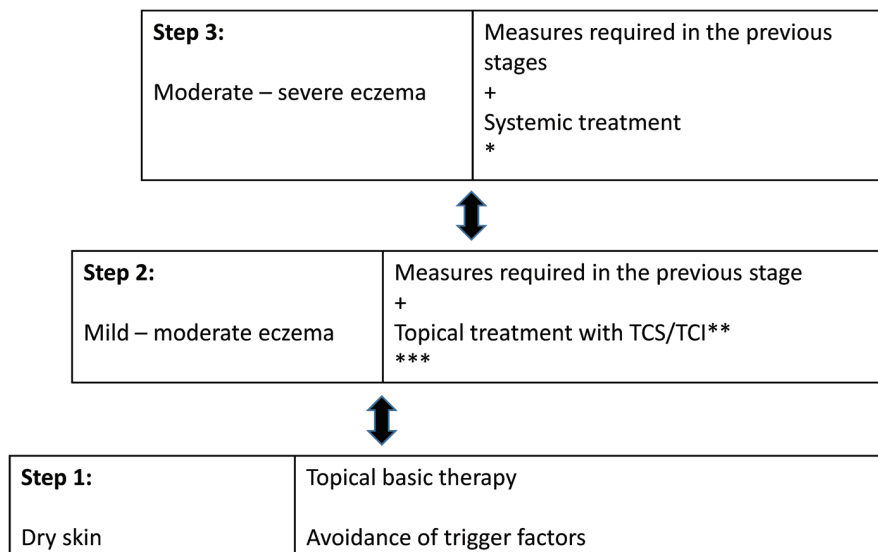 Step 3:
Moderate – severe eczema
Measures required in the previous
stages
+
Systemic treatment
*
Step 2:
Mild – moderate eczema
Measures required in the previous stage
+
Topical treatment with TCS/TCI**
***
Step 1:
Dry skin
Topical basic therapy
Avoidance of trigger factors